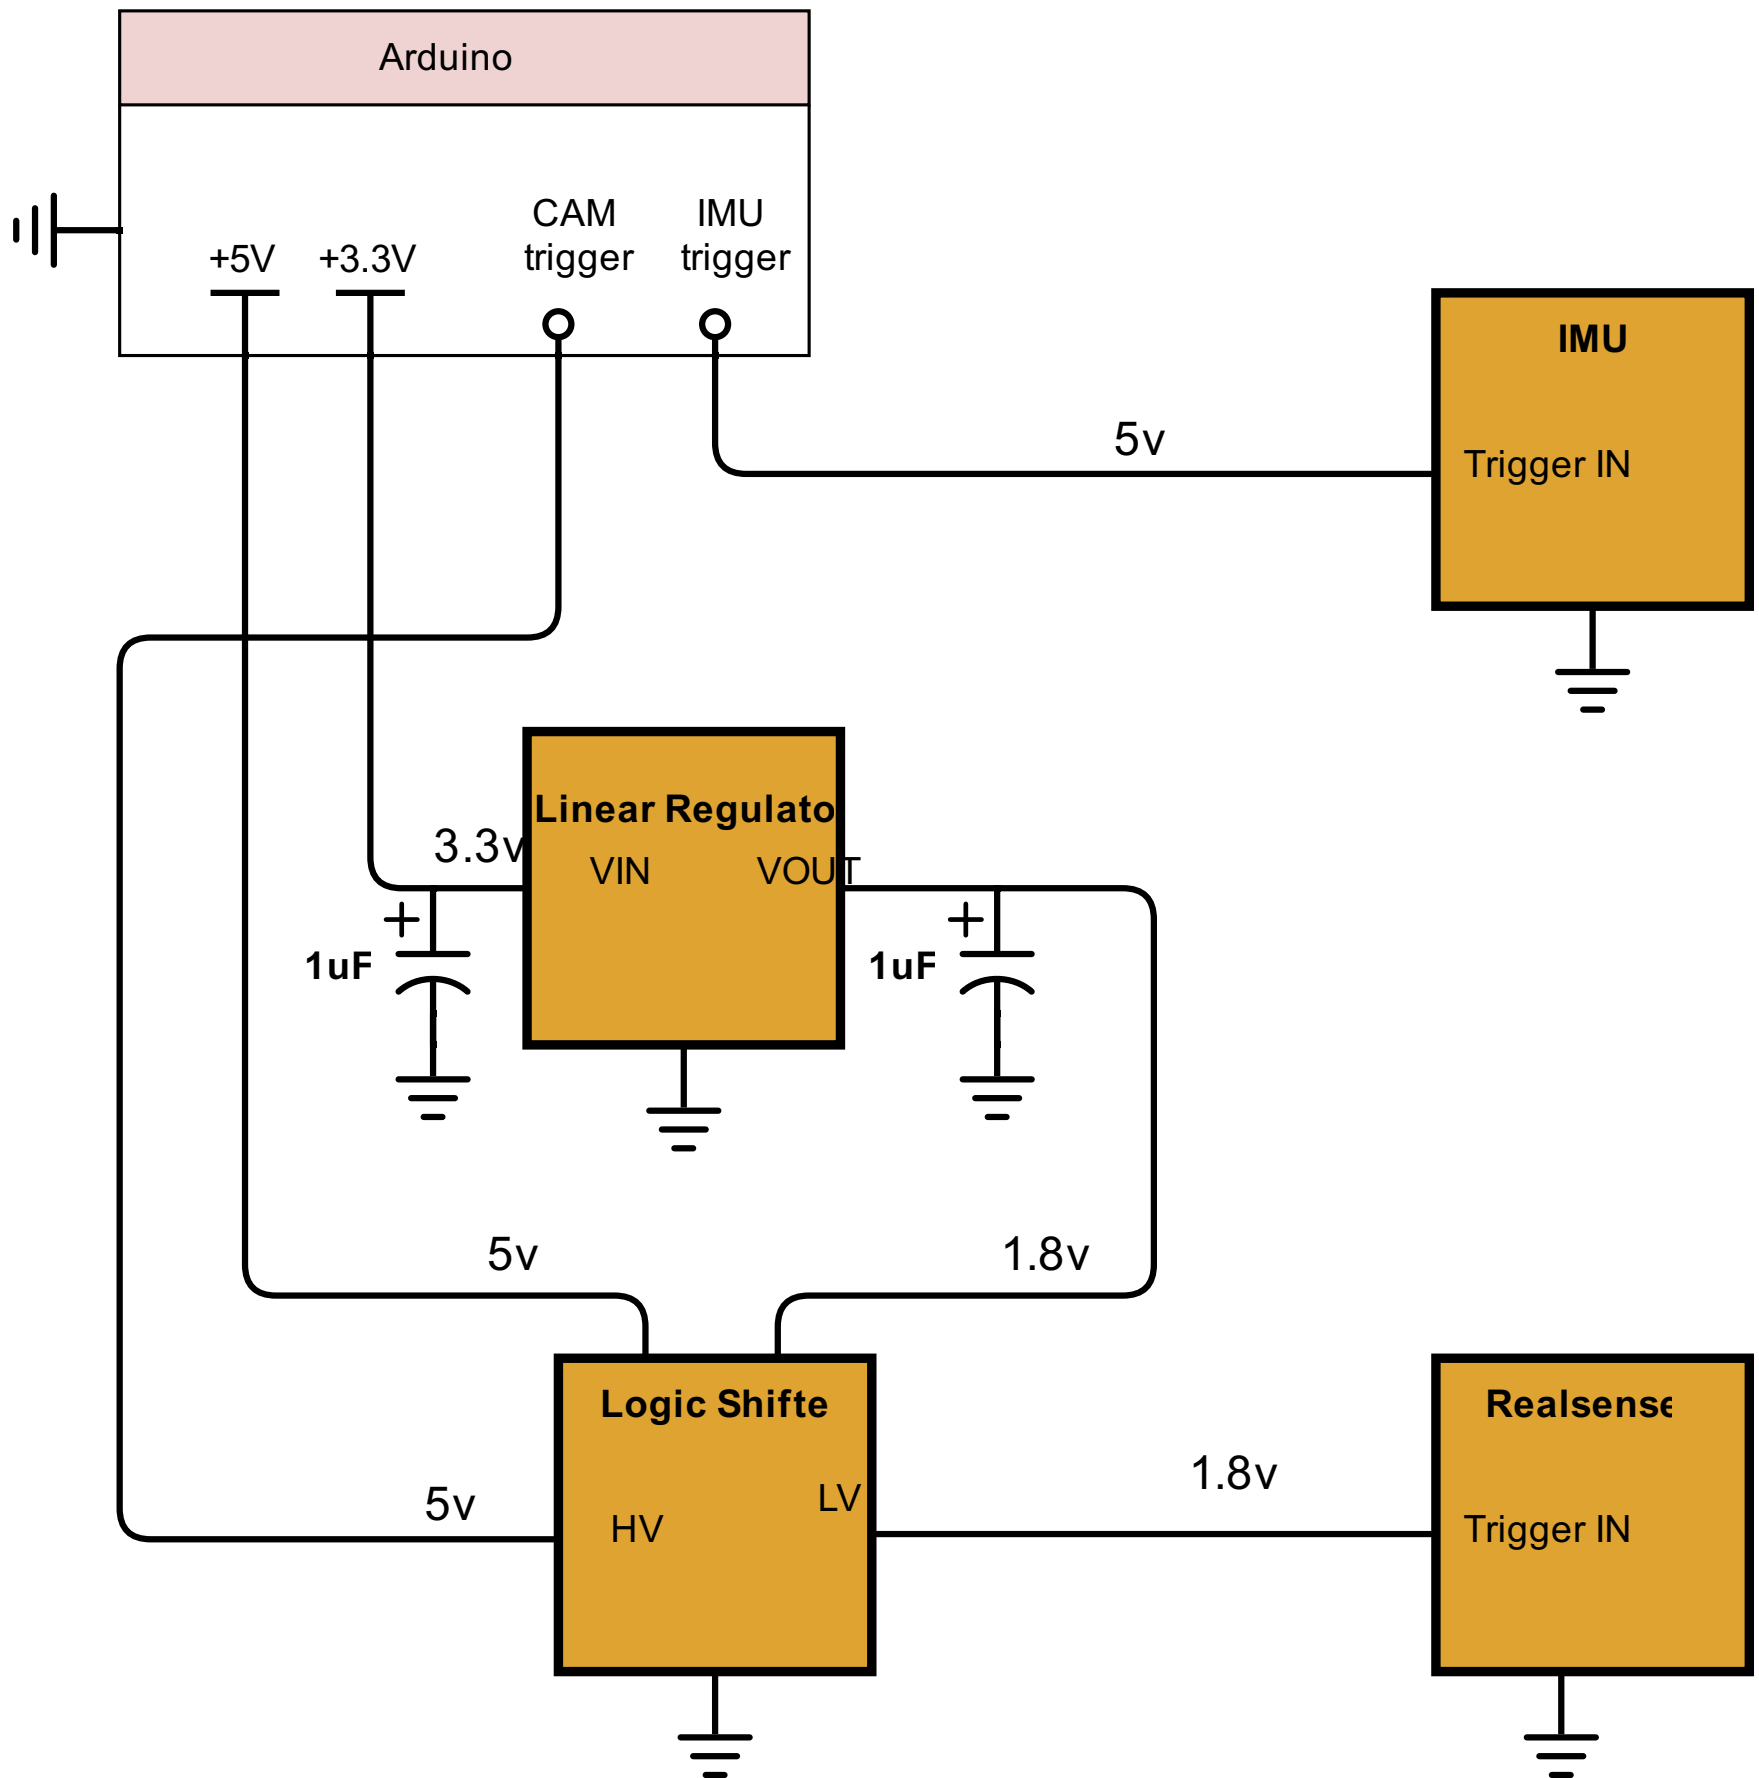 Arduino
+5V
+3.3V
CAM
trigger
IMU
trigger
IMU
5v
Trigger IN
Linear Regulato
3.3v
VIN
VOUT
+
1uF
+
1uF
5v
1.8v
Logic Shifte
Realsense
5v
HV
LV
1.8v
Trigger IN